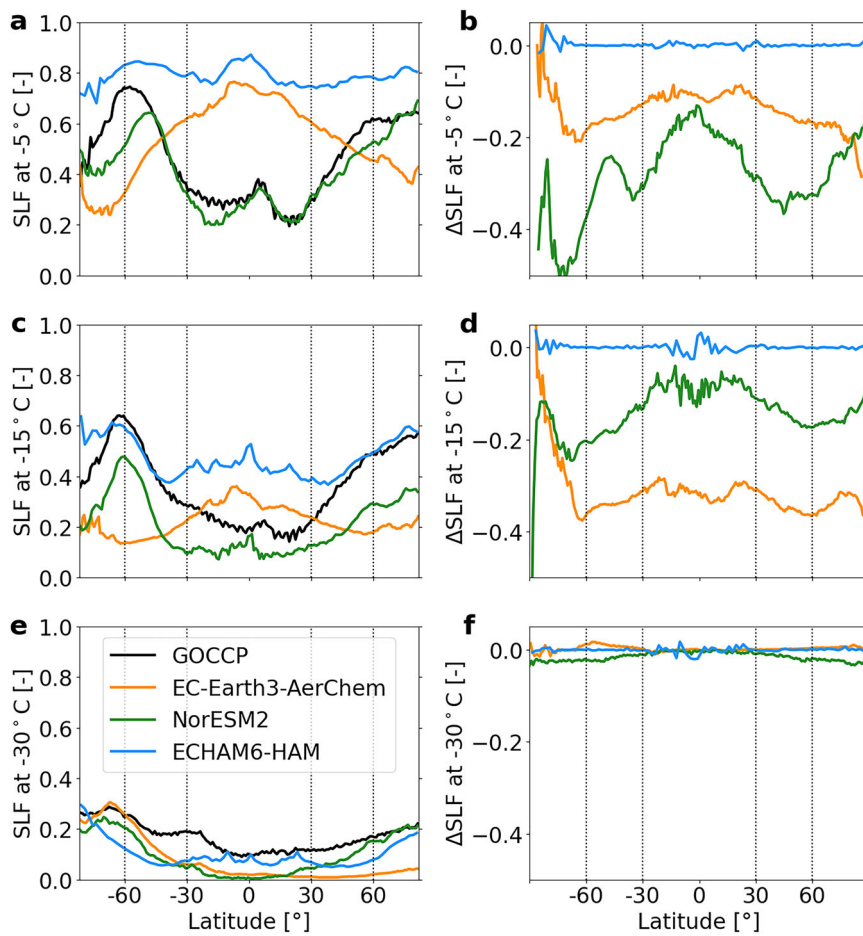 a
SLF at -5°C [-]
1.0
0.8
0.6
0.4
0.2
0.0
b
ΔSLF at -5°C [-]
0.0
−0.2
−0.4
c
SLF at -15°C [-]
1.0
0.8
0.6
0.4
0.2
0.0
d
ΔSLF at -15°C [-]
0.0
−0.2
−0.4
e
SLF at -30°C [-]
1.0
0.8
0.6
0.4
0.2
0.0
GOCCP
EC-Earth3-AerChem
NorESM2
ECHAM6-HAM
-60 -30 0 30 60
Latitude [°]
f
ΔSLF at -30°C [-]
0.0
−0.2
−0.4
-60 -30 0 30 60
Latitude [°]